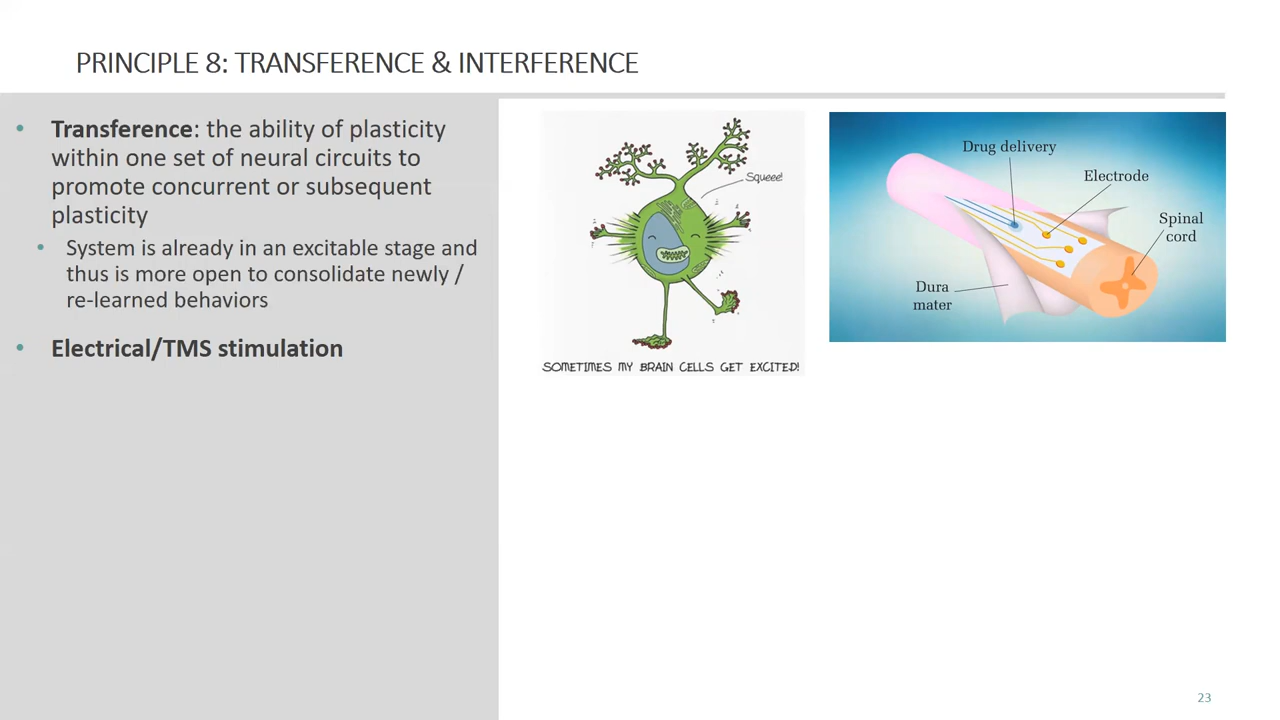 PRINCIPLE 8: TRANSFERENCE & INTERFERENCE
• Transference: the ability of plasticity
within one set of neural circuits to
promote concurrent or subsequent
plasticity
• System is already in an excitable stage and
thus is more open to consolidate newly /
re-learned behaviors
• Electrical/TMS stimulation
Squeee!
SOMETIMES MY BRAIN CELLS GET EXCITED!
Drug delivery
Electrode
Spinal
cord
Dura
mater
23